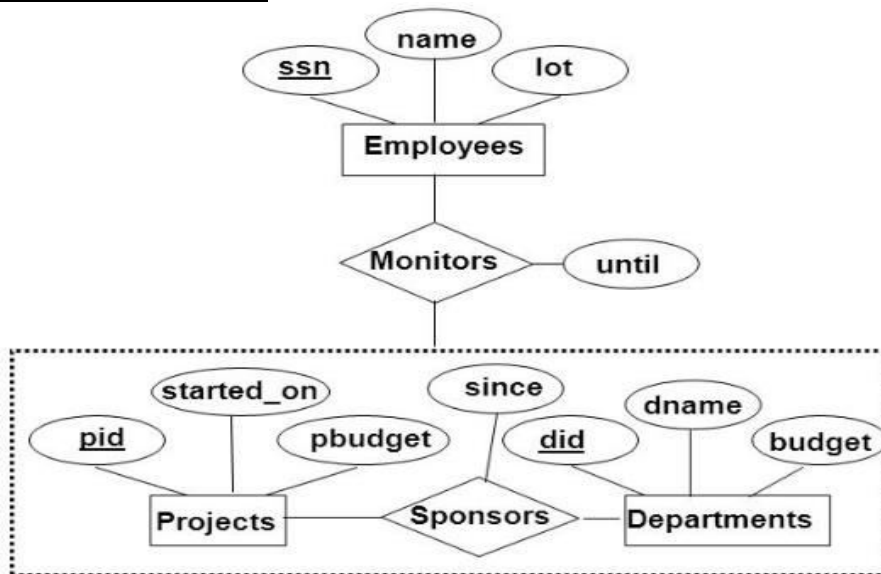 name
ssn
lot
Employees
Monitors
until
started_on
since
dname
pid
pbudget
did
budget
Projects
Sponsors
Departments